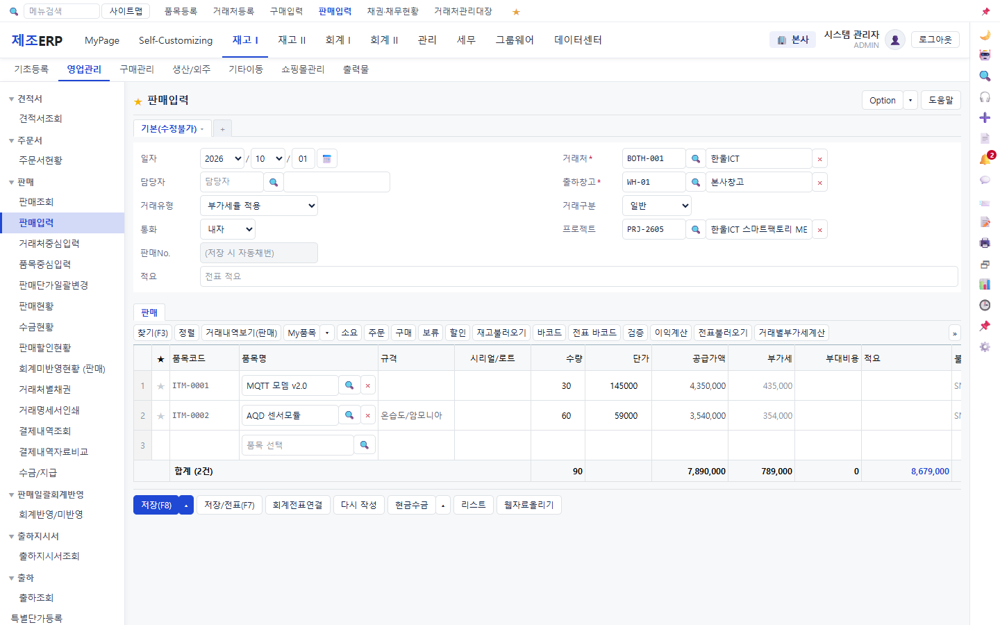 메뉴검색 사이트맵 품목등록 거래처등록 구매입력 판매입력 채권·채무현황 거래처관리대장 ★
제조ERP MyPage Self-Customizing 재고 I 재고 II 회계 I 회계 II 관리 세무 그룹웨어 데이터센터 본사 시스템 관리자 ADMIN 로그아웃
기초등록 영업관리 구매관리 생산/외주 기타이동 쇼핑몰관리 출력물
▼ 견적서
견적서조회
▼ 주문서
주문서현황
▼ 판매
판매조회
판매입력
거래처중심입력
품목중심입력
판매단가일괄변경
판매현황
수금현황
판매할인현황
회계미반영현황 (판매)
거래처별채권
거래명세서인쇄
결제내역조회
결제내역자료비교
수금/지급
▼ 판매일괄회계반영
회계반영/미반영
▼ 출하지시서
출하지시서조회
▼ 출하
출하조회
특별단가등록
★ 판매입력 Option ▾ 도움말
기본(수정불가) +
일자 2026 / 10 / 01 거래처* BOTH-001 한울ICT ×
담당자 담당자 출하창고* WH-01 본사창고 ×
거래유형 부가세율 적용 거래구분 일반
통화 내자 프로젝트 PRJ-2605 한울ICT 스마트팩토리 ME ×
판매No. (저장 시 자동채번)
적요 전표 적요
판매
찾기(F3) 정렬 거래내역보기(판매) My품목 ▾ 소요 주문 구매 보류 할인 재고불러오기 바코드 전표 바코드 검증 이익계산 전표불러오기 거래별부가세계산 »
★ 품목코드 품목명 규격 시리얼/로트 수량 단가 공급가액 부가세 부대비용 적요
1 ★ ITM-0001 MQTT 모뎀 v2.0 × 30 145000 4,350,000 435,000
2 ★ ITM-0002 AQD 센서모듈 × 온습도/암모니아 60 59000 3,540,000 354,000
3 품목 선택
합계 (2건) 90 7,890,000 789,000 0 8,679,000
저장(F8) ▴ 저장/전표(F7) 회계전표연결 다시 작성 현금수금 ▴ 리스트 웹자료올리기
2